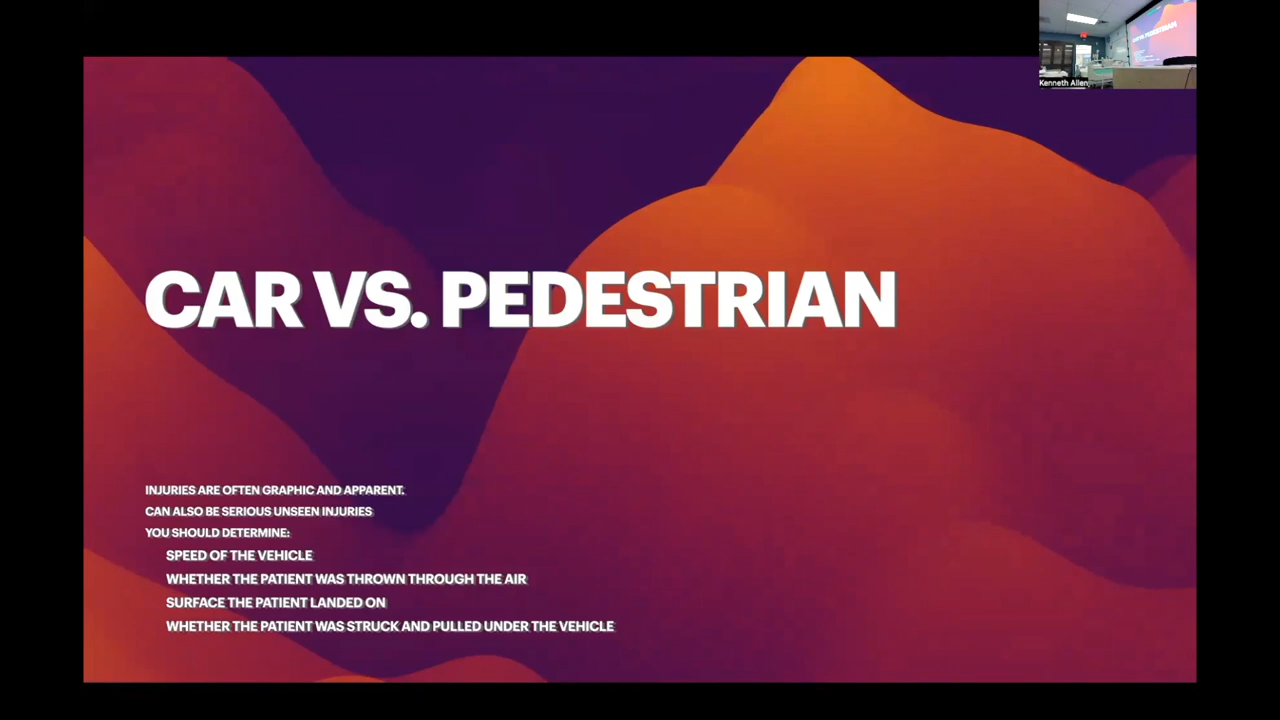 Kenneth Allen
CAR VS. PEDESTRIAN
INJURIES ARE OFTEN GRAPHIC AND APPARENT.
CAN ALSO BE SERIOUS UNSEEN INJURIES
YOU SHOULD DETERMINE:
SPEED OF THE VEHICLE
WHETHER THE PATIENT WAS THROWN THROUGH THE AIR
SURFACE THE PATIENT LANDED ON
WHETHER THE PATIENT WAS STRUCK AND PULLED UNDER THE VEHICLE